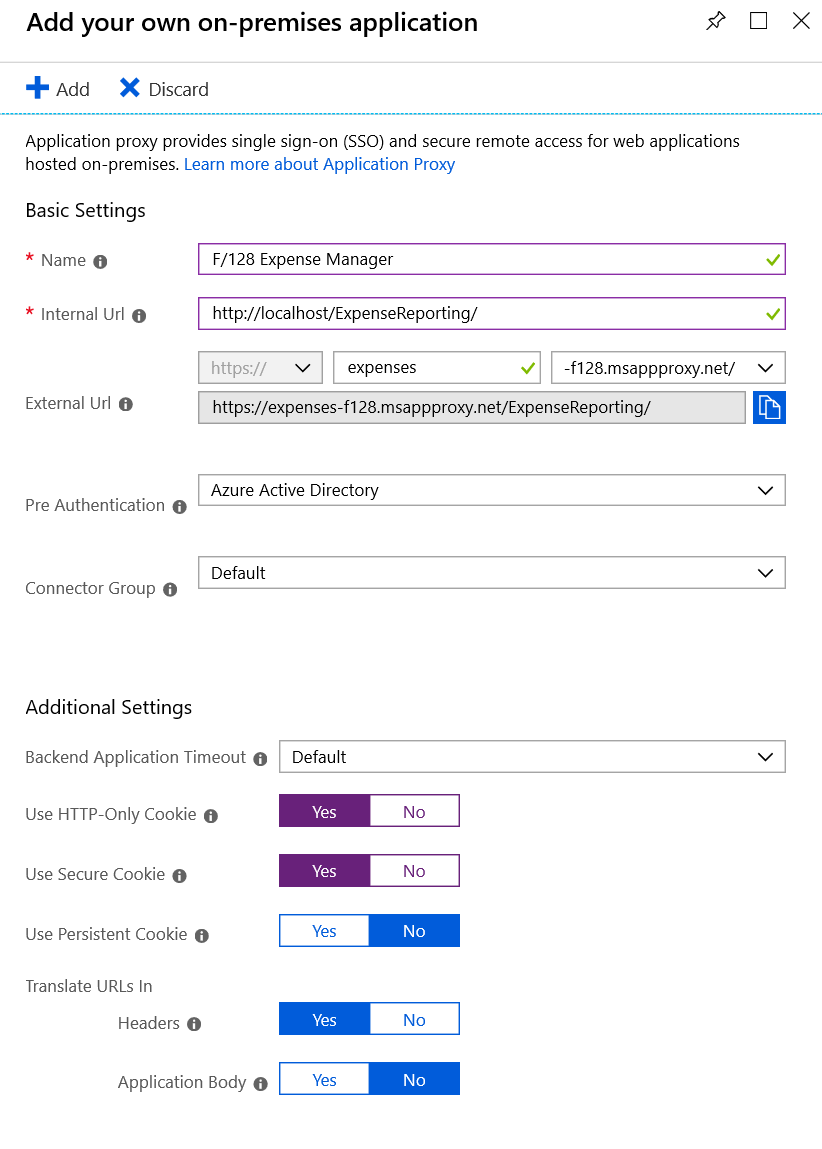 Add your own on-premises application
Add Discard
Application proxy provides single sign-on (SSO) and secure remote access for web applications
hosted on-premises. Learn more about Application Proxy
Basic Settings
* Name F/128 Expense Manager
* Internal Url http://localhost/ExpenseReporting/
https:// expenses -f128.msappproxy.net/
External Url https://expenses-f128.msappproxy.net/ExpenseReporting/
Pre Authentication Azure Active Directory
Connector Group Default
Additional Settings
Backend Application Timeout Default
Use HTTP-Only Cookie Yes No
Use Secure Cookie Yes No
Use Persistent Cookie Yes No
Translate URLs In
Headers Yes No
Application Body Yes No